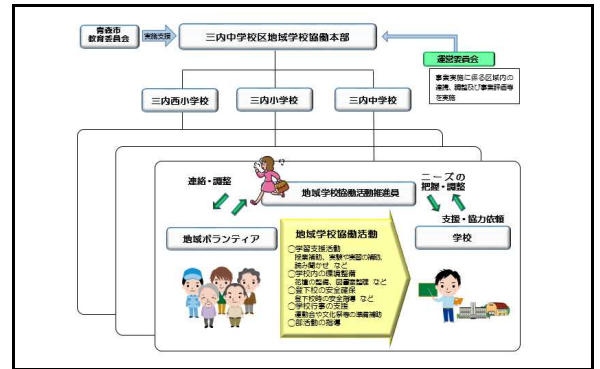 青森市
教育委員会
実施支援
三内中学校区地域学校協働本部
運営委員会
事業実施に係る区域内の
連携、調整及び事業評価等
を実施
三内西小学校
三内小学校
三内中学校
連絡・調整
地域学校協働活動推進員
ニーズの
把握・調整
支援・協力依頼
地域ボランティア
地域学校協働活動
○学習支援活動
授業補助、実験や実習の補助、
読み聞かせ など
○学校内の環境整備
花壇の整備、図書室整理 など
○登下校の安全確保
登下校時の安全指導 など
○学校行事の支援
運動会や文化祭等の準備補助
○部活動の指導
学校